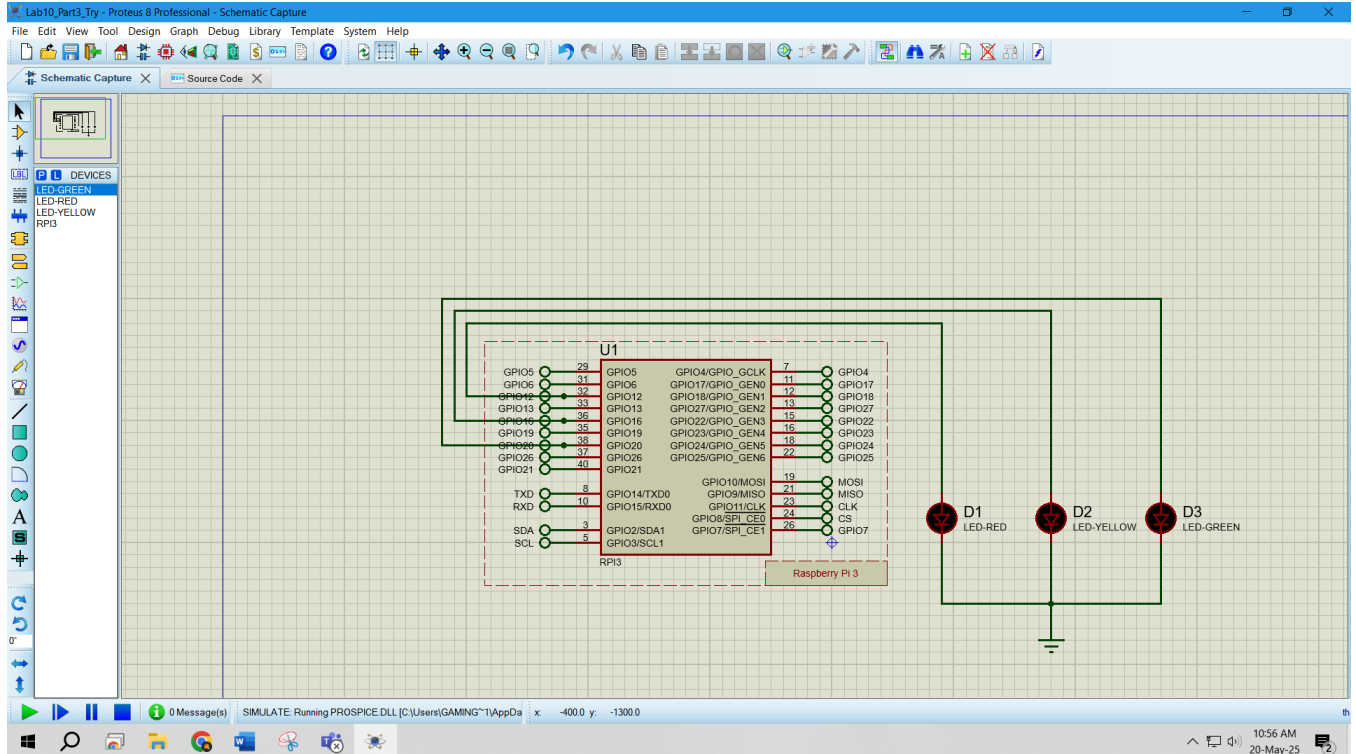 Lab10_Part3_Try - Proteus 8 Professional - Schematic Capture
File Edit View Tool Design Graph Debug Library Template System Help
Schematic Capture
Source Code
P L DEVICES
LED-GREEN
LED-RED
LED-YELLOW
RPI3
U1
GPIO5 29 GPIO5 GPIO4/GPIO_GCLK 7 GPIO4
GPIO6 31 GPIO6 GPIO17/GPIO_GEN0 11 GPIO17
GPIO12 32 GPIO12 GPIO18/GPIO_GEN1 12 GPIO18
GPIO13 33 GPIO13 GPIO27/GPIO_GEN2 13 GPIO27
GPIO16 36 GPIO16 GPIO22/GPIO_GEN3 15 GPIO22
GPIO19 35 GPIO19 GPIO23/GPIO_GEN4 16 GPIO23
GPIO20 38 GPIO20 GPIO24/GPIO_GEN5 18 GPIO24
GPIO26 37 GPIO26 GPIO25/GPIO_GEN6 22 GPIO25
GPIO21 40 GPIO21
GPIO10/MOSI 19 MOSI
TXD 8 GPIO14/TXD0 GPIO9/MISO 21 MISO
RXD 10 GPIO15/RXD0 GPIO11/CLK 23 CLK
GPIO8/SPI_CE0 24 CS
SDA 3 GPIO2/SDA1 GPIO7/SPI_CE1 26 GPIO7
SCL 5 GPIO3/SCL1
RPI3
Raspberry Pi 3
D1
LED-RED
D2
LED-YELLOW
D3
LED-GREEN
0°
0 Message(s) SIMULATE: Running PROSPICE.DLL [C:\Users\GAMING~1\AppDa x: -400.0 y: -1300.0 th
10:56 AM
20-May-25
2